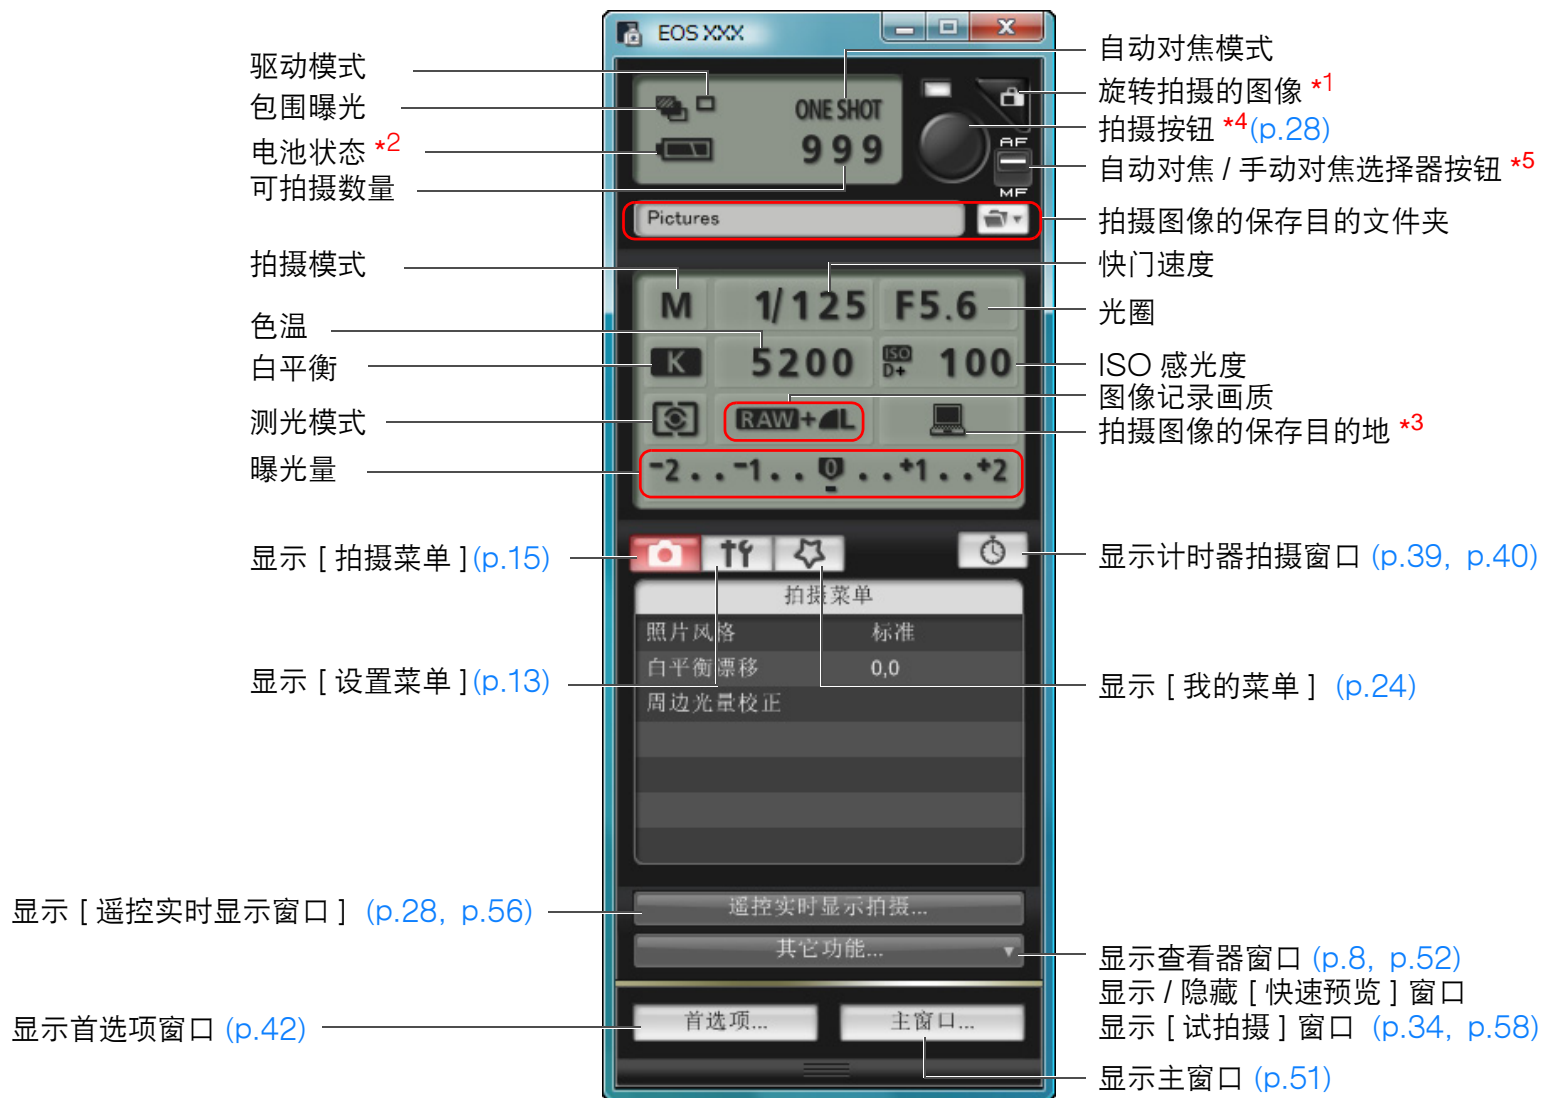 EOS XXX
驱动模式
包围曝光
电池状态 *2
可拍摄数量
ONE SHOT
999
自动对焦模式
旋转拍摄的图像 *1
拍摄按钮 *4(p.28)
AF
自动对焦 / 手动对焦选择器按钮 *5
MF
Pictures
拍摄图像的保存目的文件夹
拍摄模式
色温
白平衡
测光模式
曝光量
M 1/125 F5.6
K 5200 ISO D+ 100
RAW+L
-2..-1..0..+1..+2
快门速度
光圈
ISO 感光度
图像记录画质
拍摄图像的保存目的地 *3
显示 [ 拍摄菜单 ](p.15)
显示计时器拍摄窗口 (p.39, p.40)
拍摄菜单
照片风格 标准
白平衡漂移 0,0
周边光量校正
显示 [ 设置菜单 ](p.13)
显示 [ 我的菜单 ] (p.24)
显示 [ 遥控实时显示窗口 ] (p.28, p.56)
遥控实时显示拍摄...
其它功能...
显示查看器窗口 (p.8, p.52)
显示 / 隐藏 [ 快速预览 ] 窗口
显示 [ 试拍摄 ] 窗口 (p.34, p.58)
显示首选项窗口 (p.42)
首选项...
主窗口...
显示主窗口 (p.51)